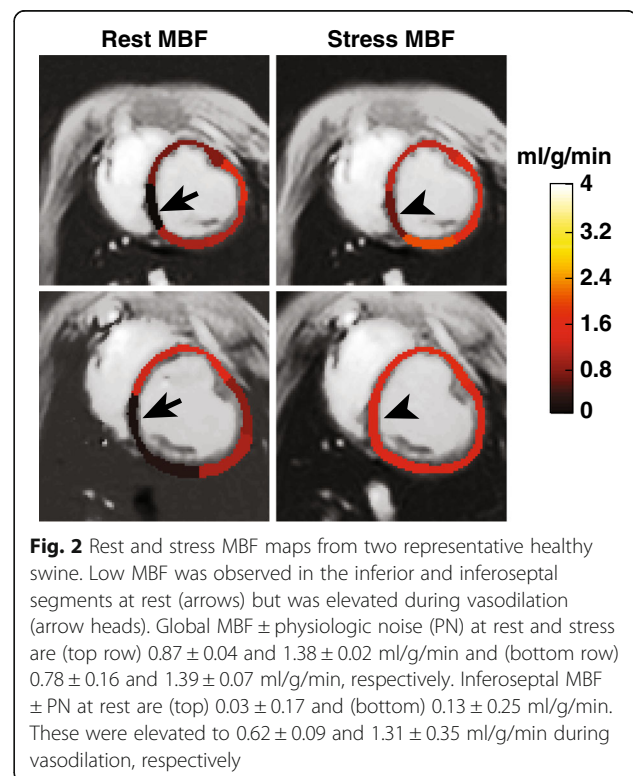 Rest MBF
Stress MBF
ml/g/min
4
3.2
2.4
1.6
0.8
0
Fig. 2 Rest and stress MBF maps from two representative healthy
swine. Low MBF was observed in the inferior and inferoseptal
segments at rest (arrows) but was elevated during vasodilation
(arrow heads). Global MBF ± physiologic noise (PN) at rest and stress
are (top row) 0.87 ± 0.04 and 1.38 ± 0.02 ml/g/min and (bottom row)
0.78 ± 0.16 and 1.39 ± 0.07 ml/g/min, respectively. Inferoseptal MBF
± PN at rest are (top) 0.03 ± 0.17 and (bottom) 0.13 ± 0.25 ml/g/min.
These were elevated to 0.62 ± 0.09 and 1.31 ± 0.35 ml/g/min during
vasodilation, respectively